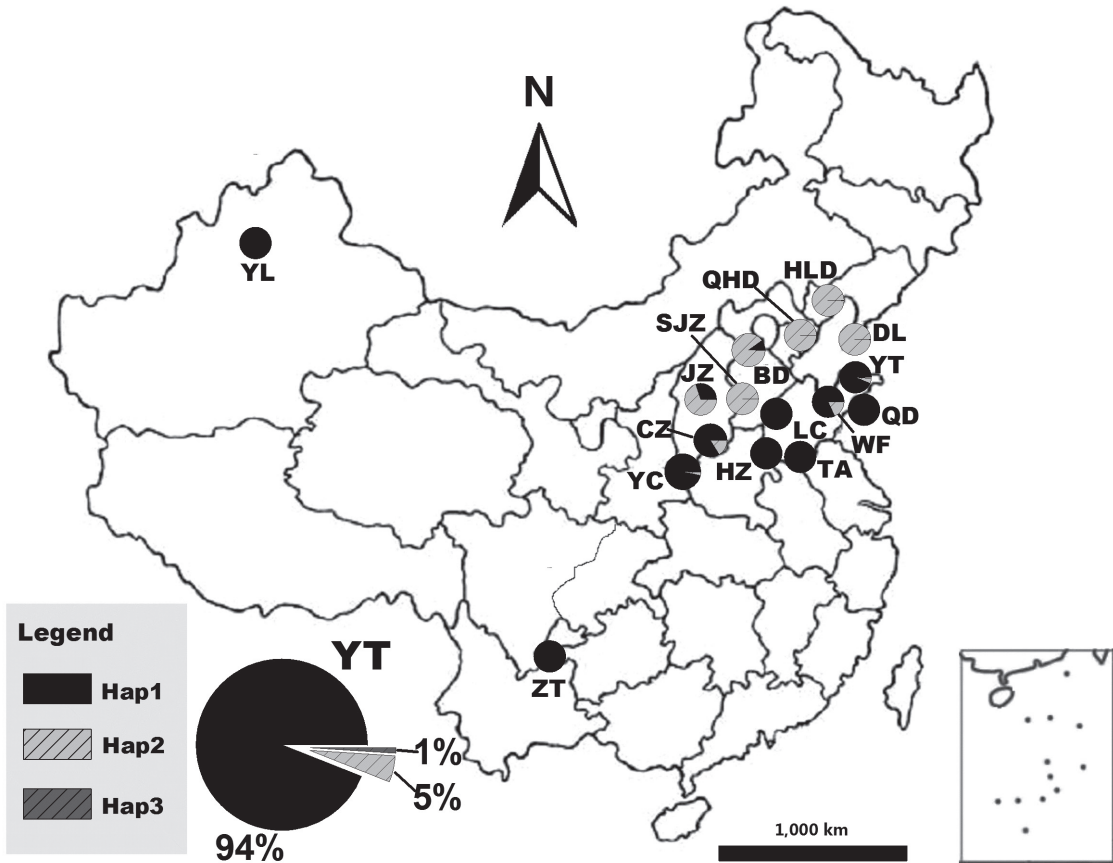 N
YL
HLD
QHD
SJZ
DL
YT
BD
JZ
QD
LC
CZ
WF
HZ
TA
YC
ZT
Legend
Hap1
Hap2
Hap3
YT
1%
5%
94%
1,000 km